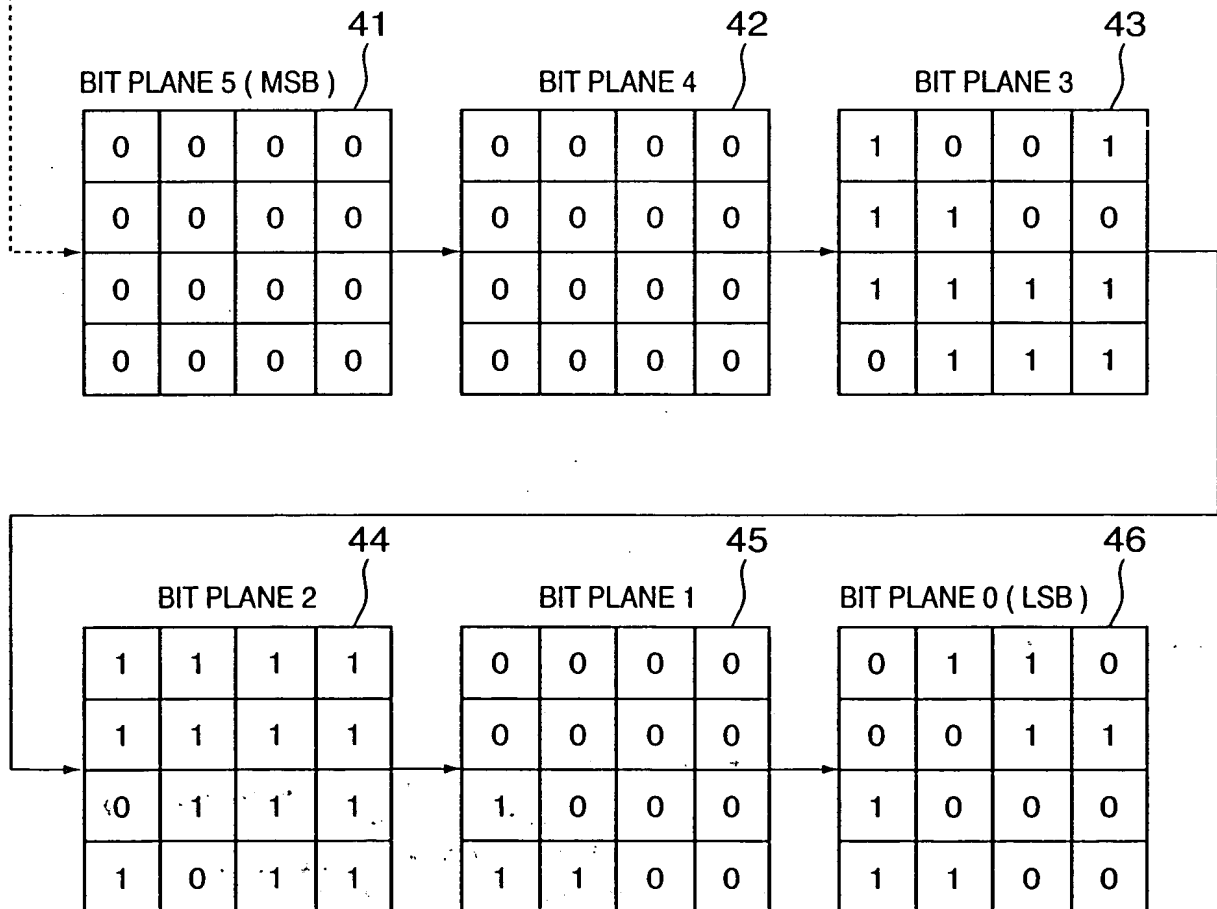 41 42 43
BIT PLANE 5 ( MSB ) BIT PLANE 4 BIT PLANE 3
0 0 0 0 0 0 0 0 1 0 0 1
0 0 0 0 0 0 0 0 1 1 0 0
0 0 0 0 0 0 0 0 1 1 1 1
0 0 0 0 0 0 0 0 0 1 1 1
44 45 46
BIT PLANE 2 BIT PLANE 1 BIT PLANE 0 ( LSB )
1 1 1 1 0 0 0 0 0 1 1 0
1 1 1 1 0 0 0 0 0 0 1 1
0 1 1 1 1 0 0 0 1 0 0 0
1 0 1 1 1 1 0 0 1 1 0 0